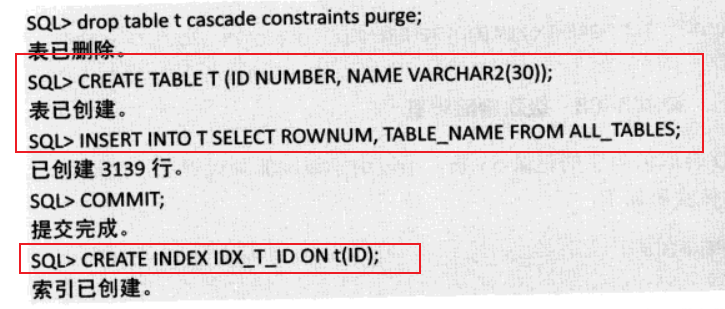 SQL> drop table t cascade constraints purge;
表已删除。
SQL> CREATE TABLE T (ID NUMBER, NAME VARCHAR2(30));
表已创建。
SQL> INSERT INTO T SELECT ROWNUM, TABLE_NAME FROM ALL_TABLES;
已创建 3139 行。
SQL> COMMIT;
提交完成。
SQL> CREATE INDEX IDX_T_ID ON t(ID);
索引已创建。